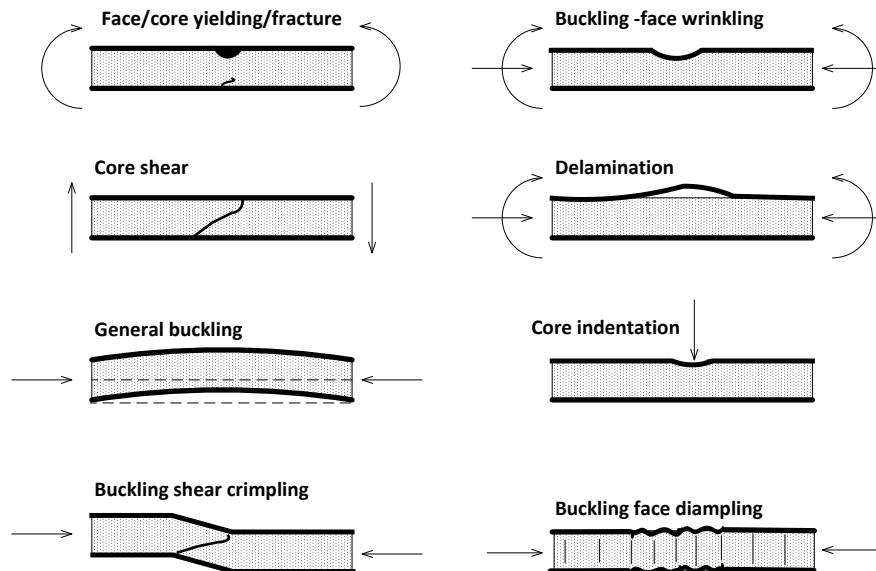 Face/core yielding/fracture
Buckling -face wrinkling
Core shear
Delamination
General buckling
Core indentation
Buckling shear crimpling
Buckling face diampling